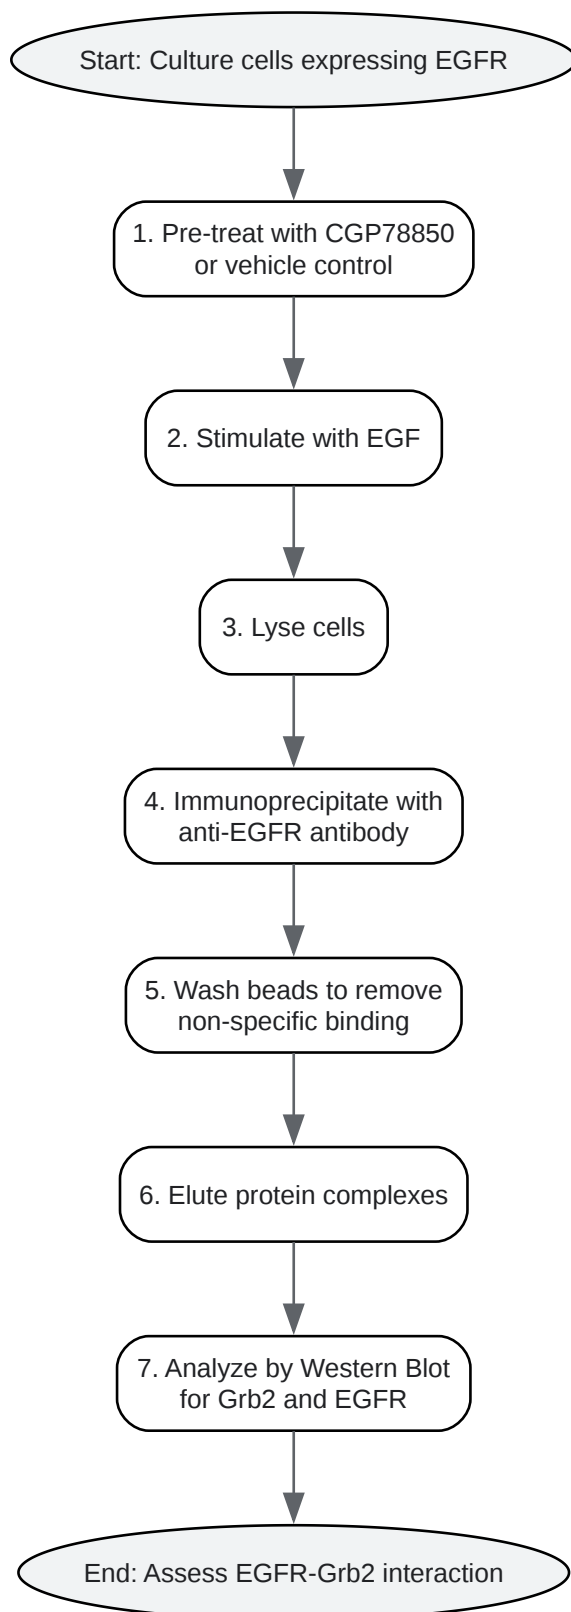 Start: Culture cells expressing EGFR
1. Pre-treat with CGP78850
or vehicle control
2. Stimulate with EGF
3. Lyse cells
4. Immunoprecipitate with
anti-EGFR antibody
5. Wash beads to remove
non-specific binding
6. Elute protein complexes
7. Analyze by Western Blot
for Grb2 and EGFR
End: Assess EGFR-Grb2 interaction